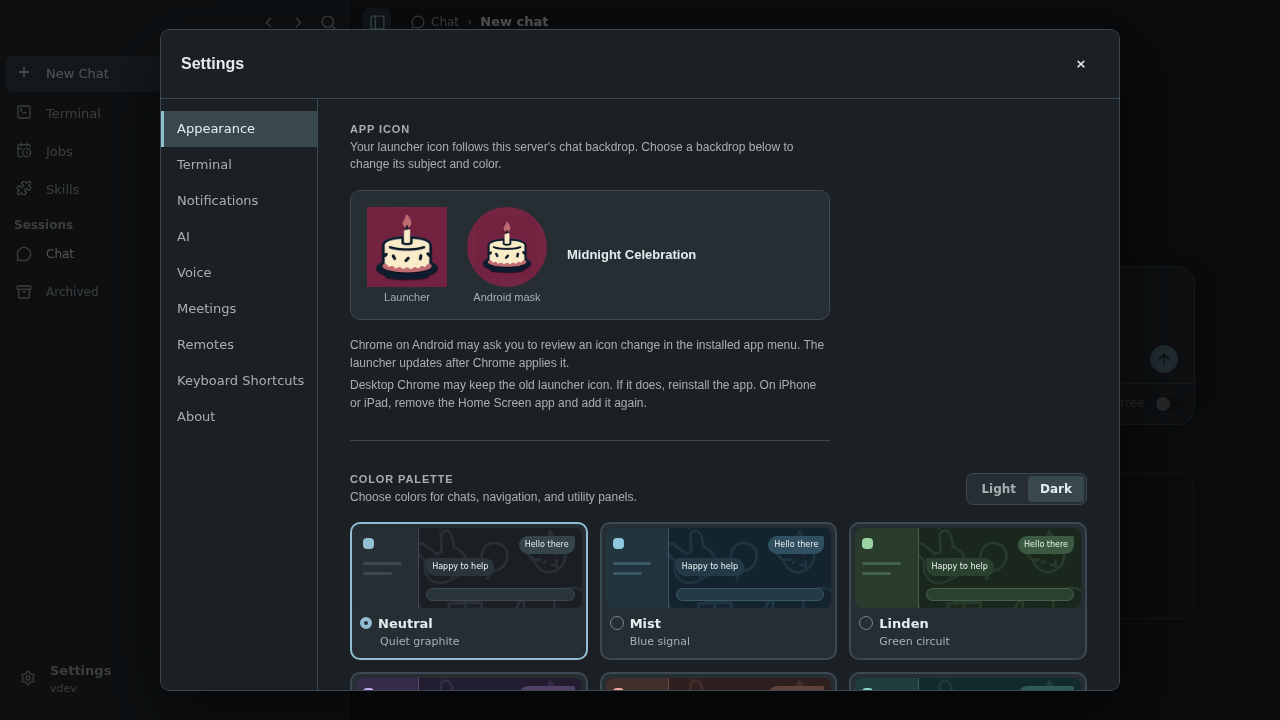 Chat › New chat
Settings
×
New Chat
Terminal
Jobs
Skills
Sessions
Chat
Archived
Settings
vdev
Appearance
Terminal
Notifications
AI
Voice
Meetings
Remotes
Keyboard Shortcuts
About
APP ICON
Your launcher icon follows this server's chat backdrop. Choose a backdrop below to
change its subject and color.
Launcher
Android mask
Midnight Celebration
Chrome on Android may ask you to review an icon change in the installed app menu. The
launcher updates after Chrome applies it.
Desktop Chrome may keep the old launcher icon. If it does, reinstall the app. On iPhone
or iPad, remove the Home Screen app and add it again.
COLOR PALETTE
Choose colors for chats, navigation, and utility panels.
Light Dark
Hello there
Happy to help
Neutral
Quiet graphite
Hello there
Happy to help
Mist
Blue signal
Hello there
Happy to help
Linden
Green circuit
tree